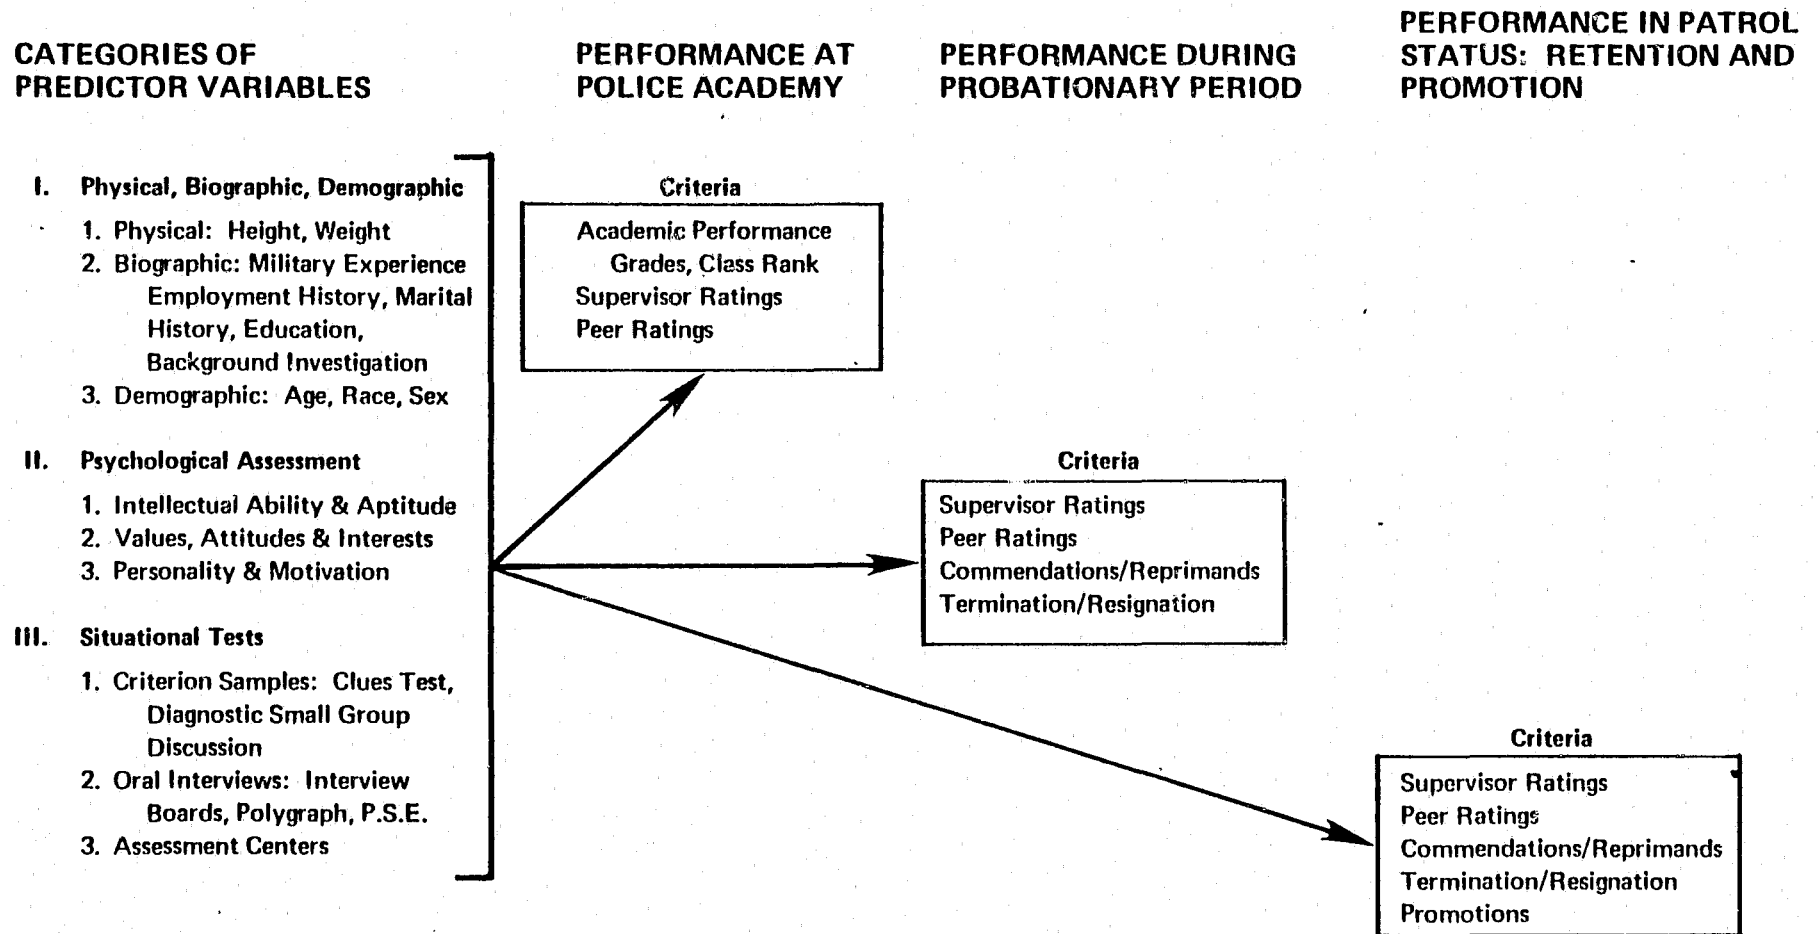 CATEGORIES OF
PREDICTOR VARIABLES
PERFORMANCE AT
POLICE ACADEMY
PERFORMANCE DURING
PROBATIONARY PERIOD
PERFORMANCE IN PATROL
STATUS: RETENTION AND
PROMOTION
I. Physical, Biographic, Demographic
1. Physical: Height, Weight
2. Biographic: Military Experience
Employment History, Marital
History, Education,
Background Investigation
3. Demographic: Age, Race, Sex
II. Psychological Assessment
1. Intellectual Ability & Aptitude
2. Values, Attitudes & Interests
3. Personality & Motivation
III. Situational Tests
1. Criterion Samples: Clues Test,
Diagnostic Small Group
Discussion
2. Oral Interviews: Interview
Boards, Polygraph, P.S.E.
3. Assessment Centers
Criteria
Academic Performance
Grades, Class Rank
Supervisor Ratings
Peer Ratings
Criteria
Supervisor Ratings
Peer Ratings
Commendations/Reprimands
Termination/Resignation
Criteria
Supervisor Ratings
Peer Ratings
Commendations/Reprimands
Termination/Resignation
Promotions